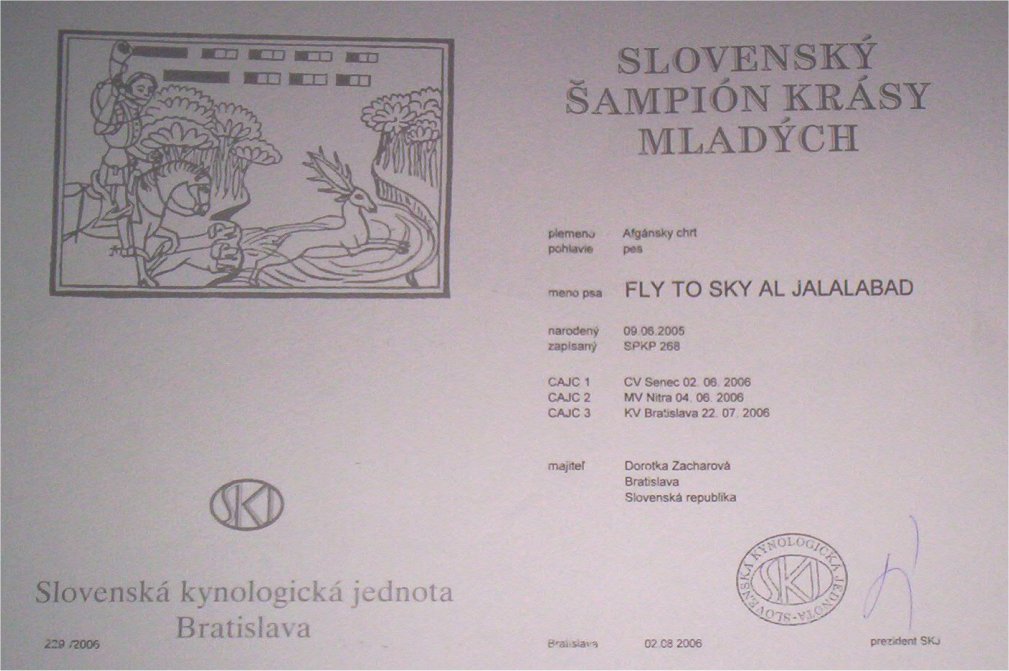 SLOVENSKÝ
ŠAMPIÓN KRÁSY
MLADÝCH
plemeno Afgánsky chrt
pohlavie pes
meno psa FLY TO SKY AL JALALABAD
narodený 09.06.2005
zapísaný SPKP 268
CAJC 1 CV Senec 02. 06. 2006
CAJC 2 MV Nitra 04. 06. 2006
CAJC 3 KV Bratislava 22. 07. 2006
majiteľ Dorotka Zacharová
Bratislava
Slovenská republika
SKJ
Slovenská kynologická jednota
Bratislava
229 /2006
SLOVENSKÁ KYNOLOGICKÁ JEDNOTA
SKJ
Bratislava 02.08 2006 prezident SKJ